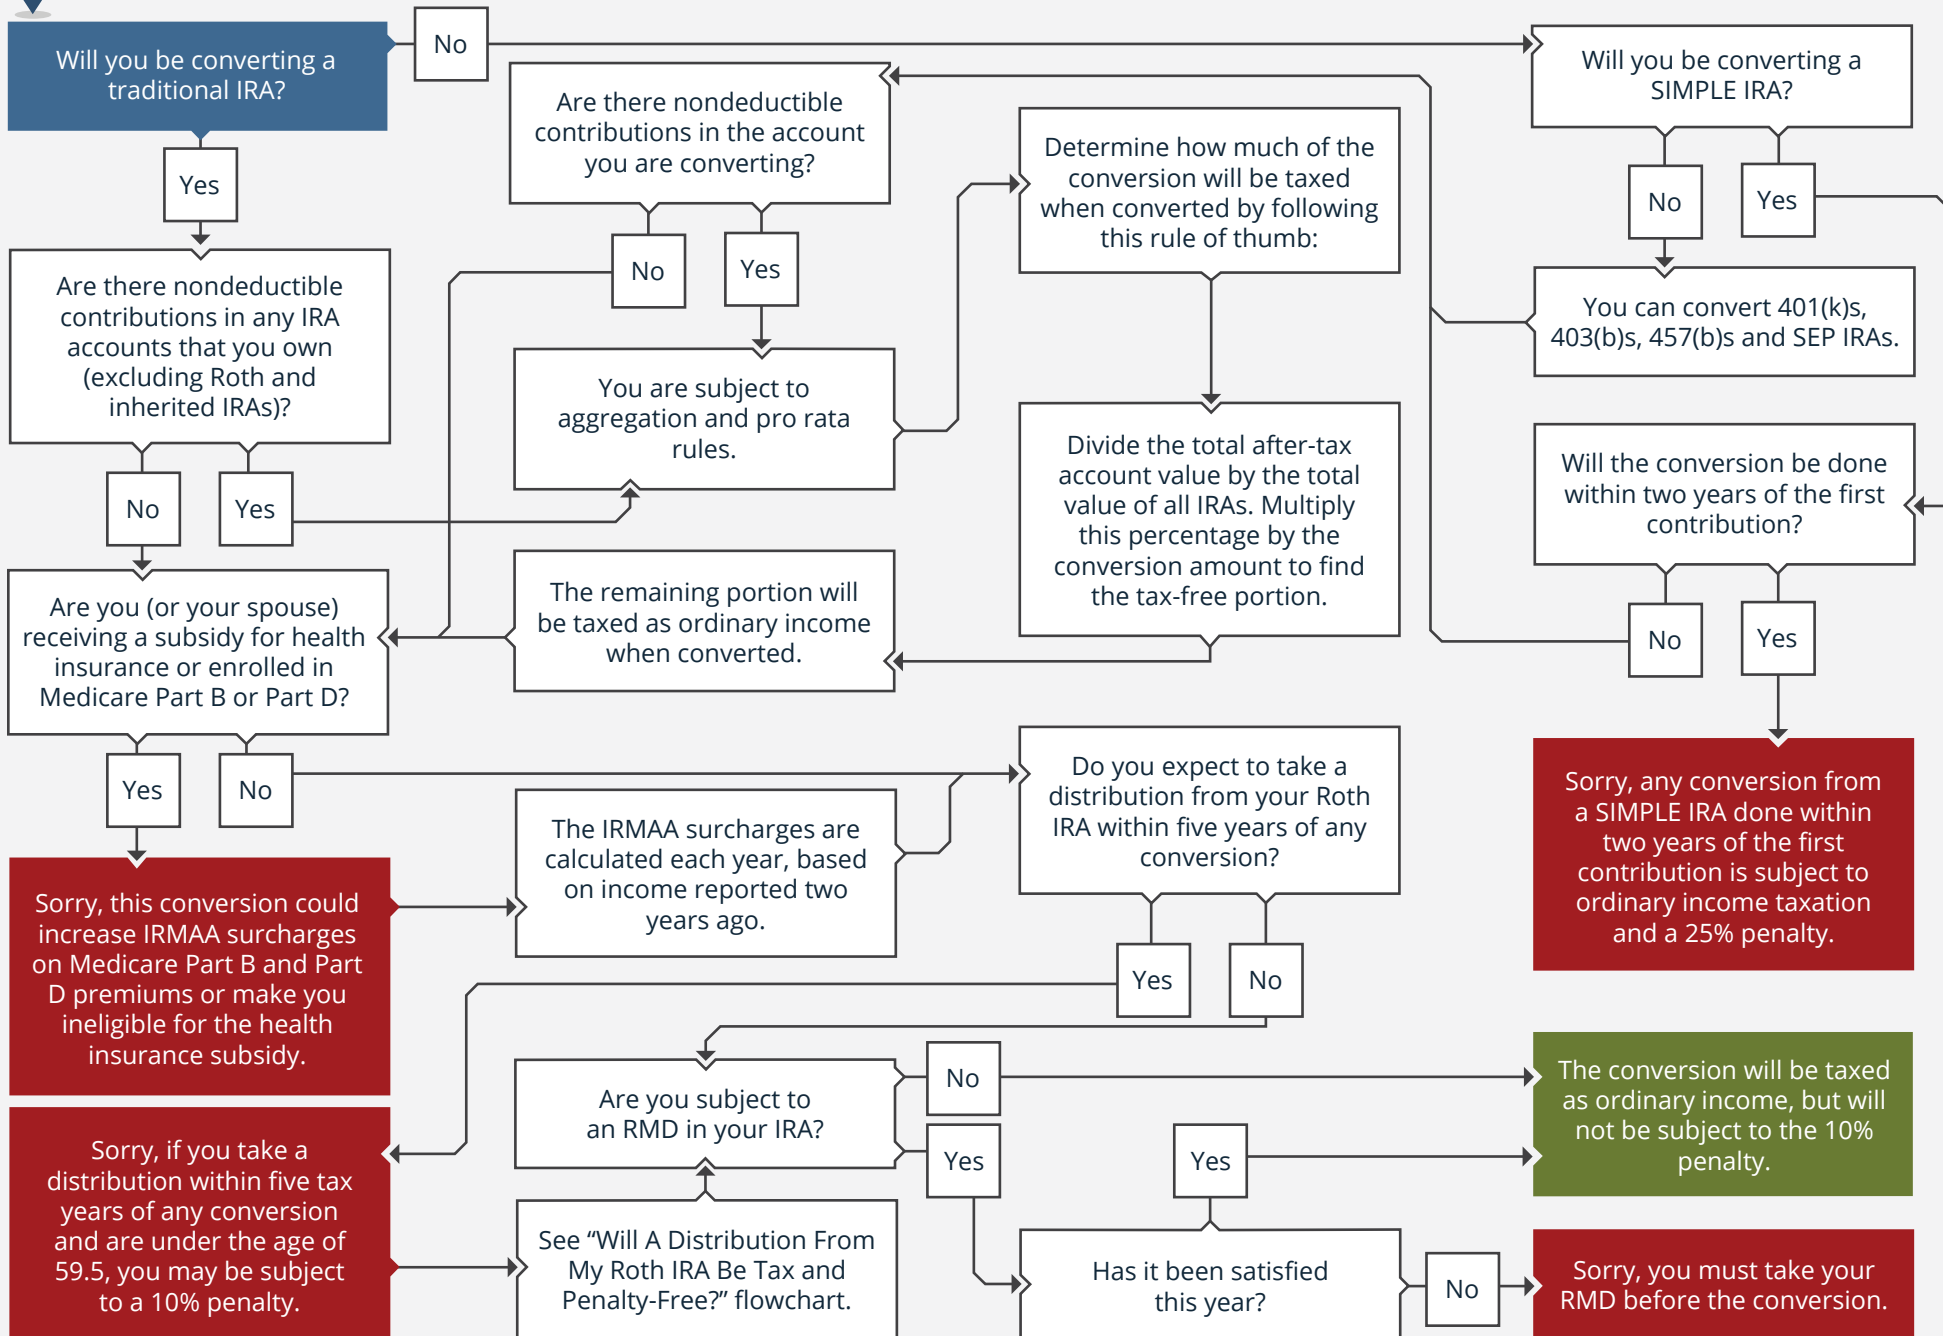 Will you be converting a
traditional IRA?
No
Yes
Are there nondeductible
contributions in any IRA
accounts that you own
(excluding Roth and
inherited IRAs)?
No
Yes
Are you (or your spouse)
receiving a subsidy for health
insurance or enrolled in
Medicare Part B or Part D?
Yes
No
Sorry, this conversion could
increase IRMAA surcharges
on Medicare Part B and Part
D premiums or make you
ineligible for the health
insurance subsidy.
Sorry, if you take a
distribution within five tax
years of any conversion
and are under the age of
59.5, you may be subject
to a 10% penalty.
Are there nondeductible
contributions in the account
you are converting?
No
Yes
You are subject to
aggregation and pro rata
rules.
The remaining portion will
be taxed as ordinary income
when converted.
The IRMAA surcharges are
calculated each year, based
on income reported two
years ago.
Are you subject to
an RMD in your IRA?
No
Yes
See “Will A Distribution From
My Roth IRA Be Tax and
Penalty-Free?” flowchart.
Determine how much of the
conversion will be taxed
when converted by following
this rule of thumb:
Divide the total after-tax
account value by the total
value of all IRAs. Multiply
this percentage by the
conversion amount to find
the tax-free portion.
Do you expect to take a
distribution from your Roth
IRA within five years of any
conversion?
Yes
No
Yes
Has it been satisfied
this year?
No
Will you be converting a
SIMPLE IRA?
No
Yes
You can convert 401(k)s,
403(b)s, 457(b)s and SEP IRAs.
Will the conversion be done
within two years of the first
contribution?
No
Yes
Sorry, any conversion from
a SIMPLE IRA done within
two years of the first
contribution is subject to
ordinary income taxation
and a 25% penalty.
The conversion will be taxed
as ordinary income, but will
not be subject to the 10%
penalty.
Sorry, you must take your
RMD before the conversion.